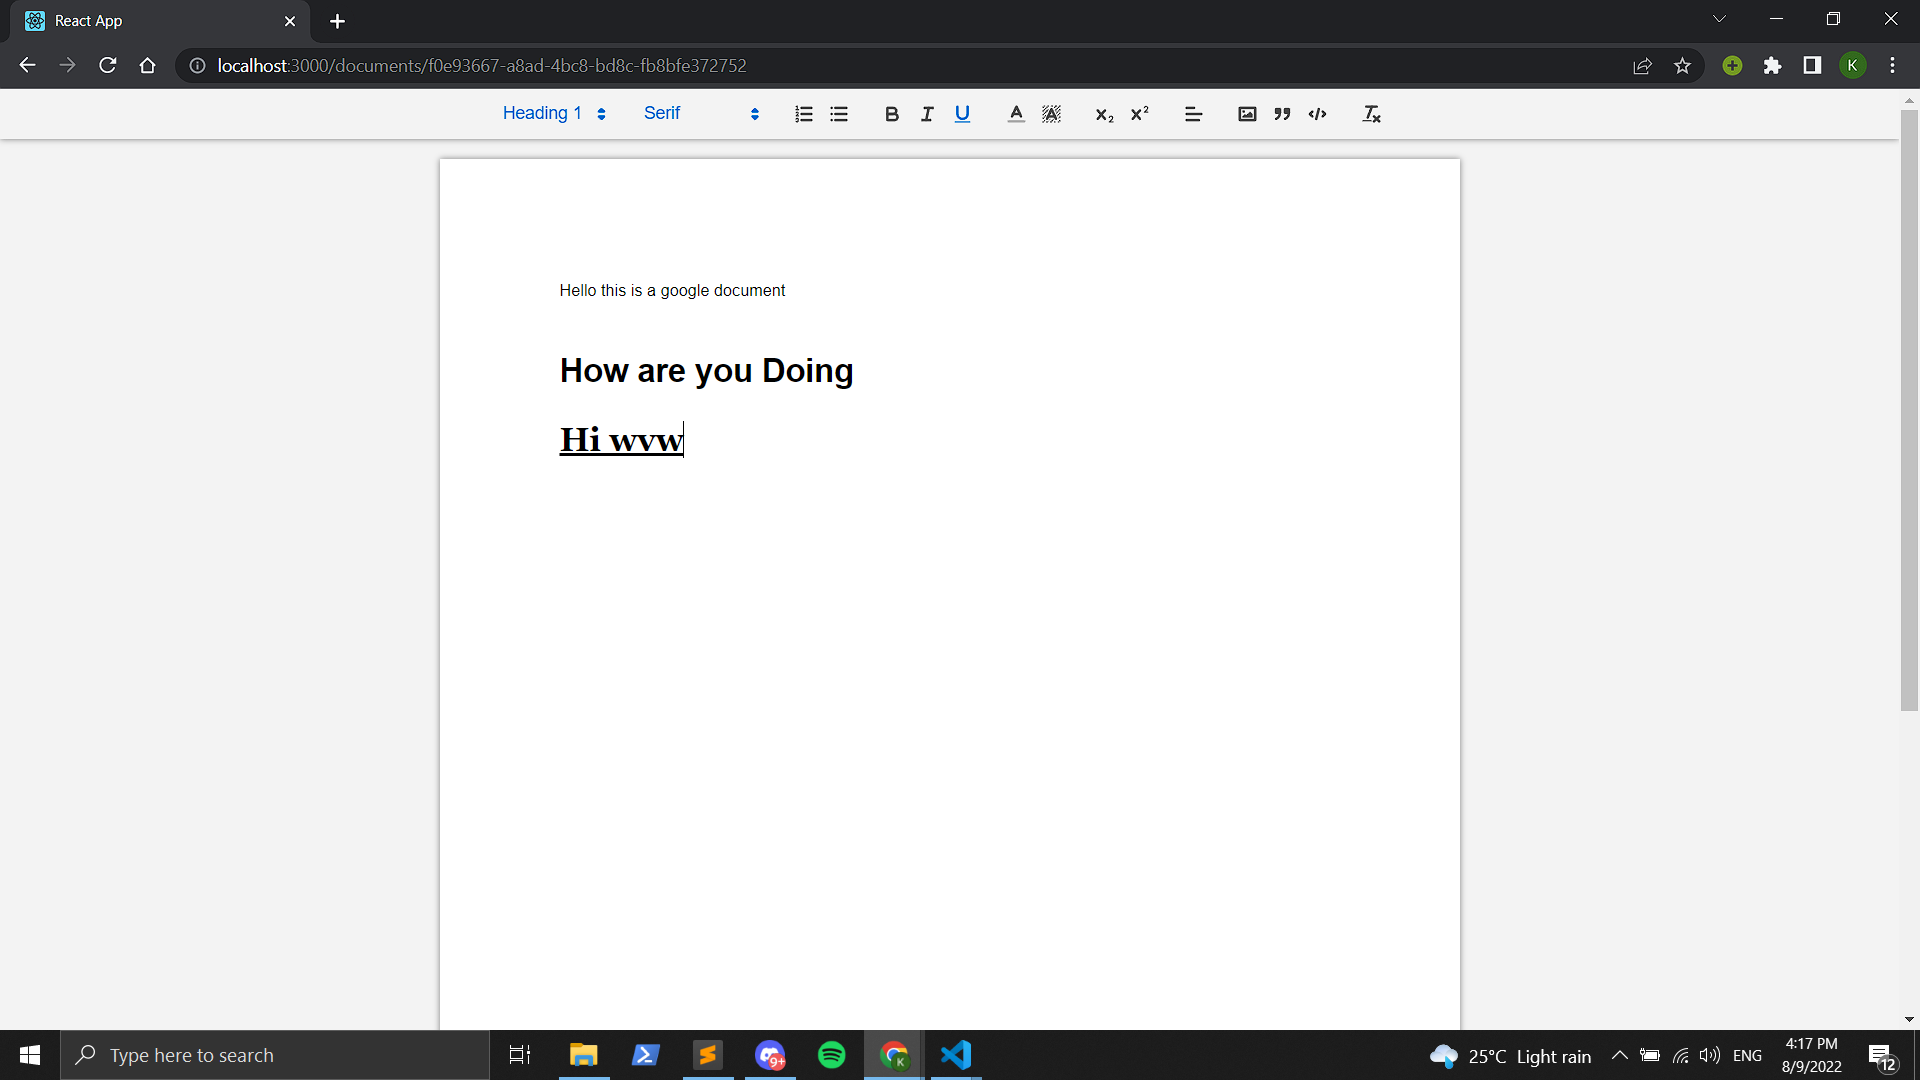 React App
localhost:3000/documents/f0e93667-a8ad-4bc8-bd8c-fb8bfe372752
K
Heading 1
Serif
Hello this is a google document
How are you Doing
Hi wvw
Type here to search
9+
K
25°C Light rain
ENG
4:17 PM
8/9/2022
12